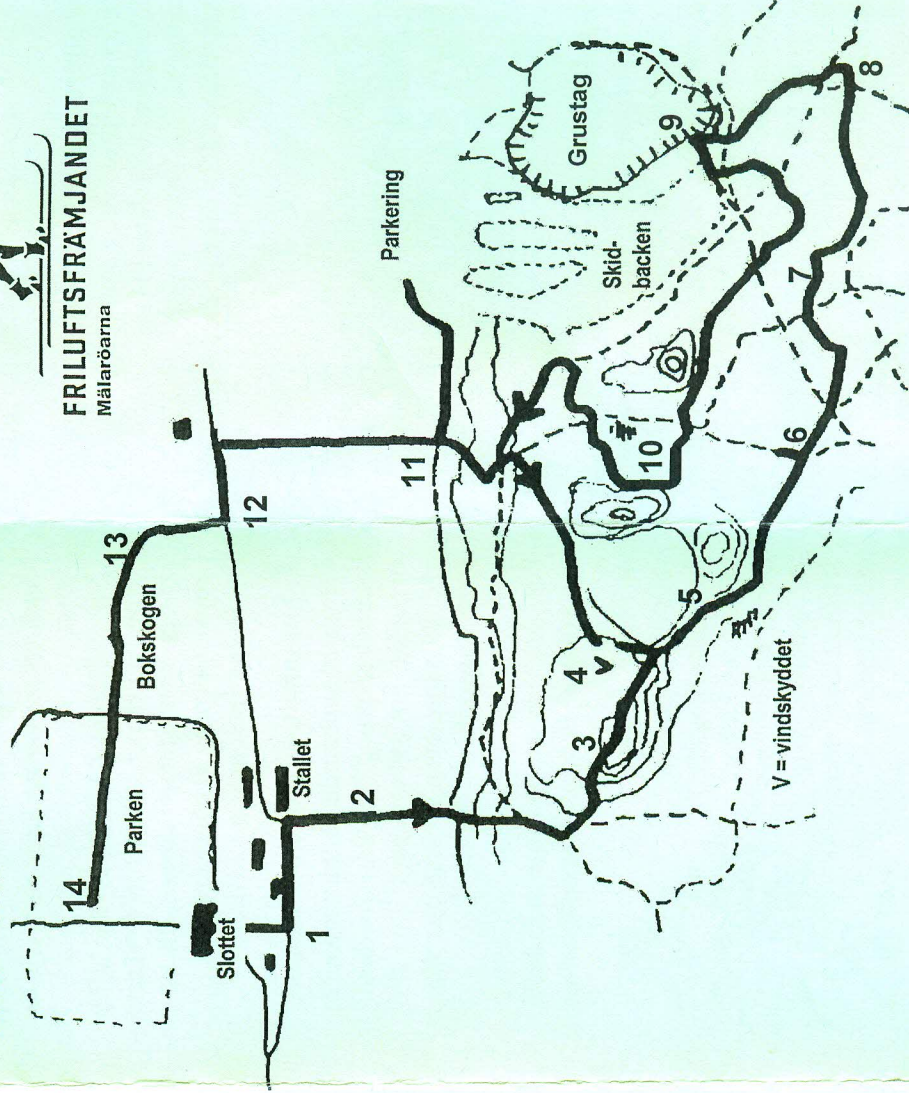 FRILUFTSFRAMJANDET
Mälaröarna
14
Parken
13
Bokskogen
Slottet
12
Stallet
1
2
Parkering
11
Grustag
Skid-
backen
4
V
3
10
9
5
V = vindskyddet
6
7
8